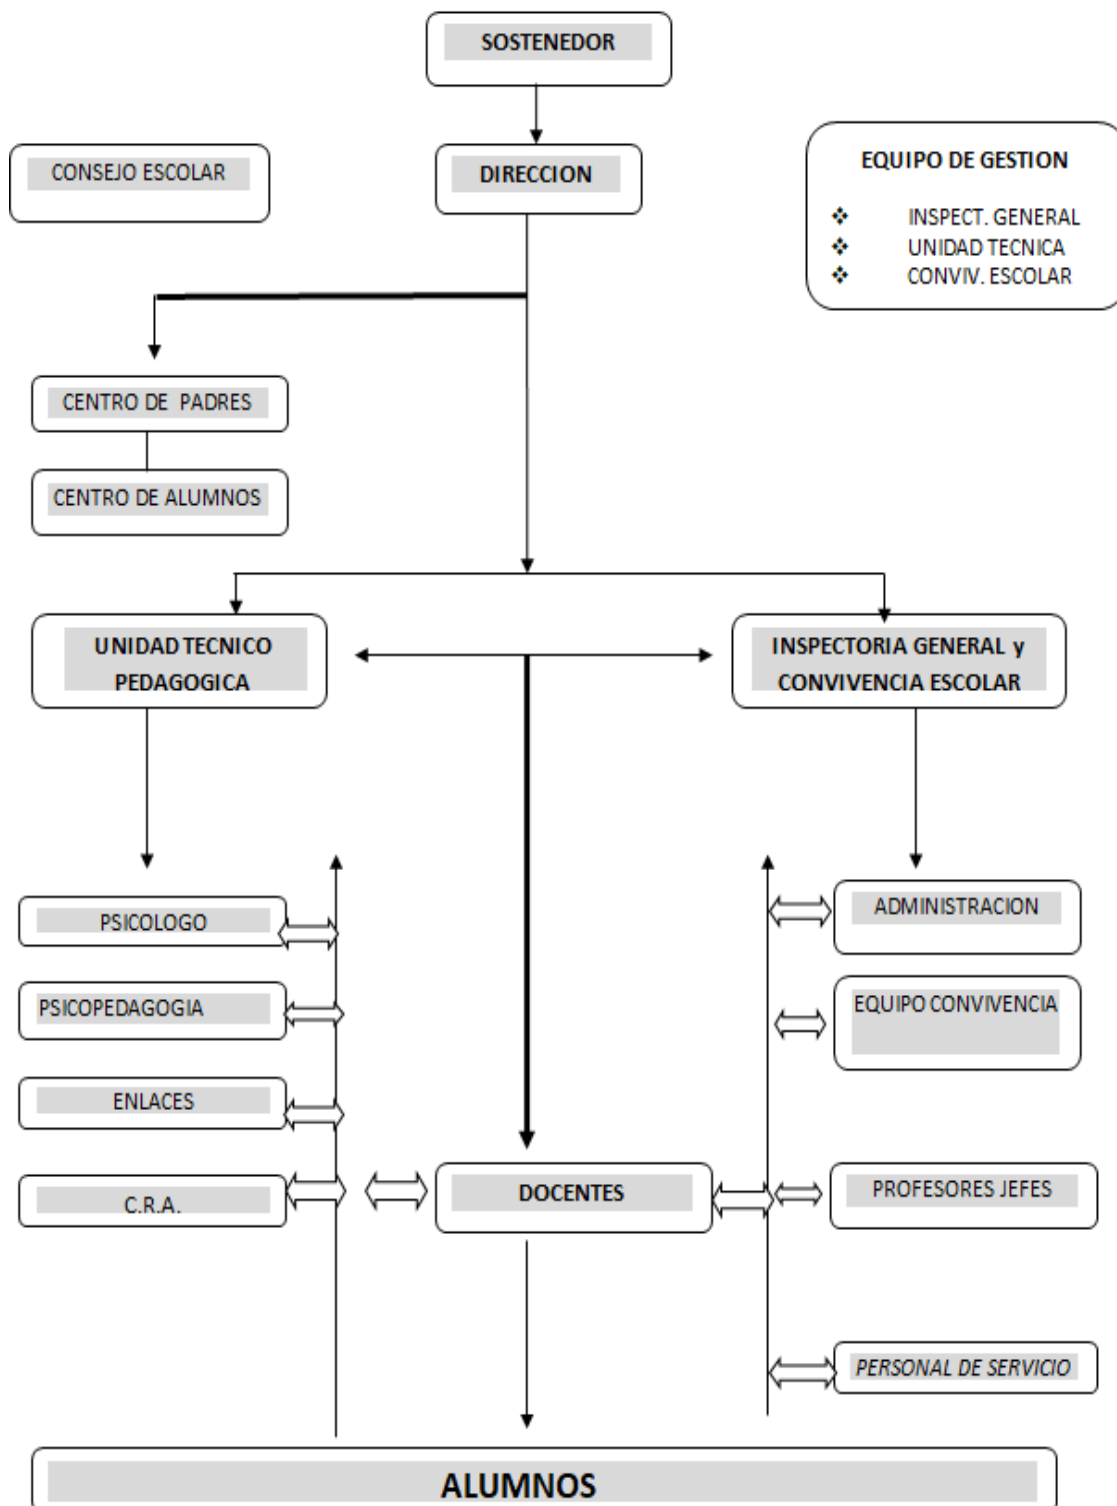 SOSTENEDOR
CONSEJO ESCOLAR
DIRECCION
EQUIPO DE GESTION
❖ INSPECT. GENERAL
❖ UNIDAD TECNICA
❖ CONVIV. ESCOLAR
CENTRO DE PADRES
CENTRO DE ALUMNOS
UNIDAD TECNICO
PEDAGOGICA
INSPECTORIA GENERAL y
CONVIVENCIA ESCOLAR
PSICOLOGO
ADMINISTRACION
PSICOPEDAGOGIA
EQUIPO CONVIVENCIA
ENLACES
C.R.A.
DOCENTES
PROFESORES JEFES
PERSONAL DE SERVICIO
ALUMNOS